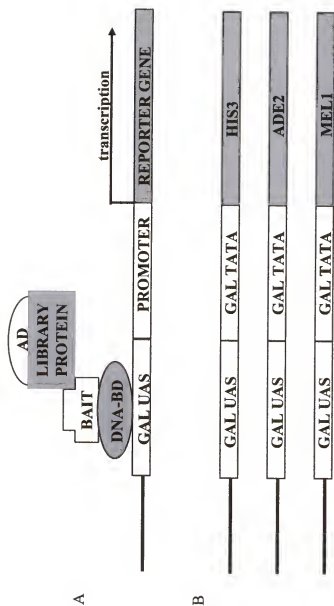 A
AD
LIBRARY
PROTEIN
BAIT
DNA-BD
transcription
GAL UAS PROMOTER REPORTER GENE
B
GAL UAS GAL TATA HIS3
GAL UAS GAL TATA ADE2
GAL UAS GAL TATA MEL1